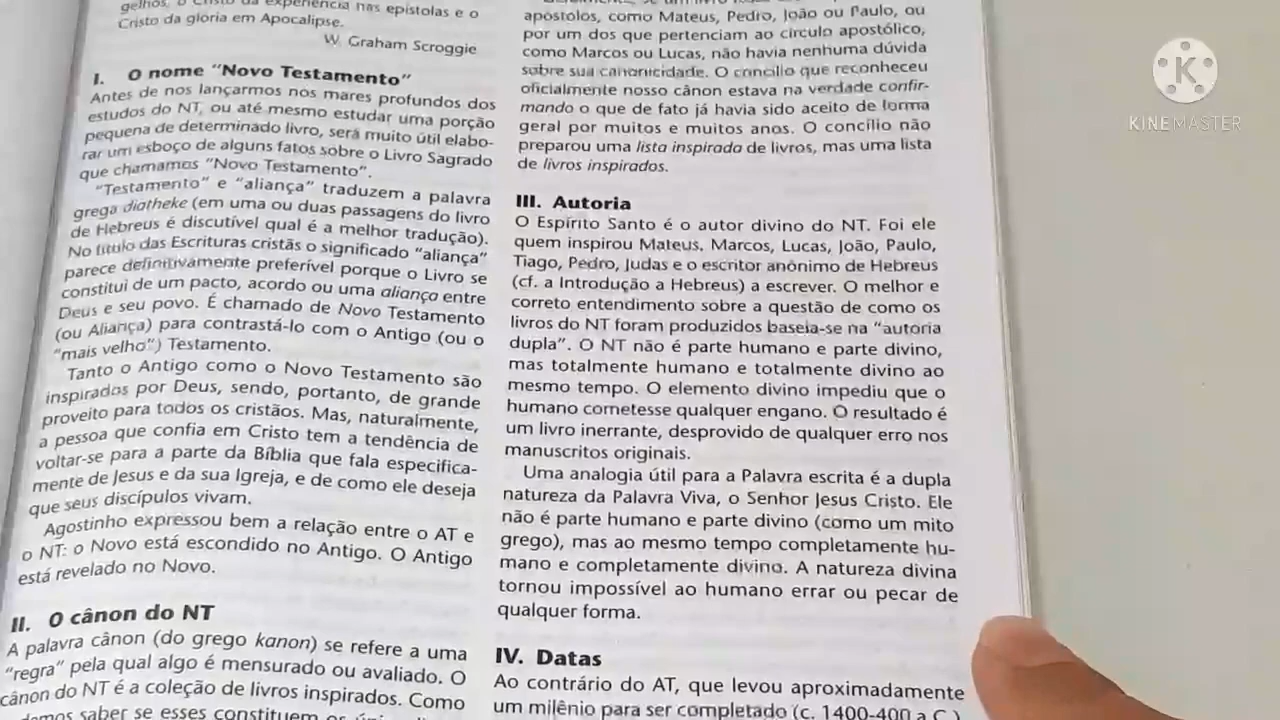 gelhos, o Cristo da experiência nas epístolas e o
Cristo da gloria em Apocalipse.
W. Graham Scroggie
I. O nome “Novo Testamento”
Antes de nos lançarmos nos mares profundos dos
estudos do NT, ou até mesmo estudar uma porção
pequena de determinado livro, será muito útil elabo-
rar um esboço de alguns fatos sobre o Livro Sagrado
que chamamos “Novo Testamento”.
“Testamento” e “aliança” traduzem a palavra
grega diatheke (em uma ou duas passagens do livro
de Hebreus é discutível qual é a melhor tradução).
No título das Escrituras cristãs o significado “aliança”
parece definitivamente preferível porque o Livro se
constitui de um pacto, acordo ou uma aliança entre
Deus e seu povo. É chamado de Novo Testamento
(ou Aliança) para contrastá-lo com o Antigo (ou o
“mais velho”) Testamento.
Tanto o Antigo como o Novo Testamento são
inspirados por Deus, sendo, portanto, de grande
proveito para todos os cristãos. Mas, naturalmente,
a pessoa que confia em Cristo tem a tendência de
voltar-se para a parte da Bíblia que fala especifica-
mente de Jesus e da sua Igreja, e de como ele deseja
que seus discípulos vivam.
Agostinho expressou bem a relação entre o AT e
o NT: o Novo está escondido no Antigo. O Antigo
está revelado no Novo.
II. O cânon do NT
A palavra cânon (do grego kanon) se refere a uma
“regra” pela qual algo é mensurado ou avaliado. O
cânon do NT é a coleção de livros inspirados. Como
saber se esses constituem os
apóstolos, como Mateus, Pedro, João ou Paulo, ou
por um dos que pertenciam ao círculo apostólico,
como Marcos ou Lucas, não havia nenhuma dúvida
sobre sua canonicidade. O concílio que reconheceu
oficialmente nosso cânon estava na verdade confir-
mando o que de fato já havia sido aceito de forma
geral por muitos e muitos anos. O concílio não
preparou uma lista inspirada de livros, mas uma lista
de livros inspirados.
III. Autoria
O Espírito Santo é o autor divino do NT. Foi ele
quem inspirou Mateus, Marcos, Lucas, João, Paulo,
Tiago, Pedro, Judas e o escritor anônimo de Hebreus
(cf. a Introdução a Hebreus) a escrever. O melhor e
correto entendimento sobre a questão de como os
livros do NT foram produzidos baseia-se na “autoria
dupla”. O NT não é parte humano e parte divino,
mas totalmente humano e totalmente divino ao
mesmo tempo. O elemento divino impediu que o
humano cometesse qualquer engano. O resultado é
um livro inerrante, desprovido de qualquer erro nos
manuscritos originais.
Uma analogia útil para a Palavra escrita é a dupla
natureza da Palavra Viva, o Senhor Jesus Cristo. Ele
não é parte humano e parte divino (como um mito
grego), mas ao mesmo tempo completamente hu-
mano e completamente divino. A natureza divina
tornou impossível ao humano errar ou pecar de
qualquer forma.
IV. Datas
Ao contrário do AT, que levou aproximadamente
um milênio para ser completado (c. 1400-400 a.C.)
K
KINEMASTER